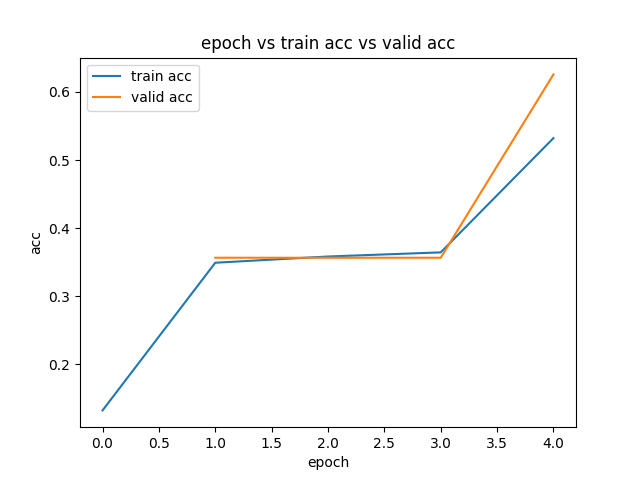 epoch vs train acc vs valid acc
train acc
valid acc
0.6
0.5
0.4
0.3
0.2
acc
0.0 0.5 1.0 1.5 2.0 2.5 3.0 3.5 4.0
epoch